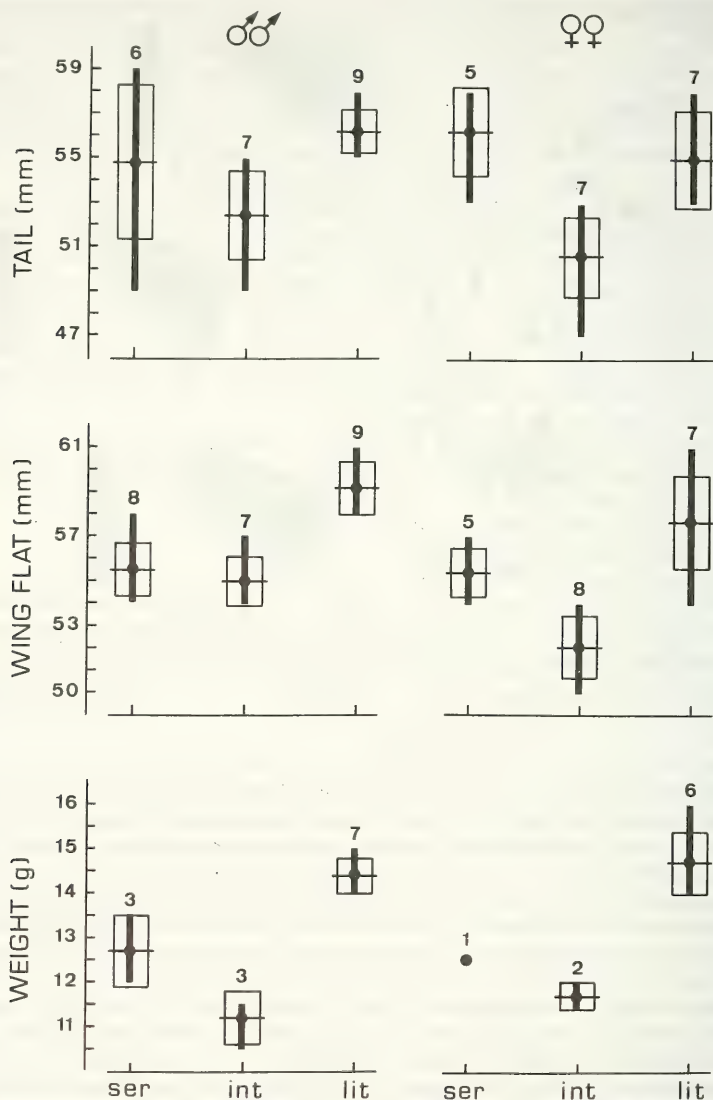 ♂♂ ♀♀
6 7 9 5 7 7
TAIL (mm)
59
55
51
47
8 7 9 5 8 7
WING FLAT (mm)
61
57
53
50
3 3 7 1 2 6
WEIGHT (g)
16
15
14
13
12
11
ser int lit ser int lit